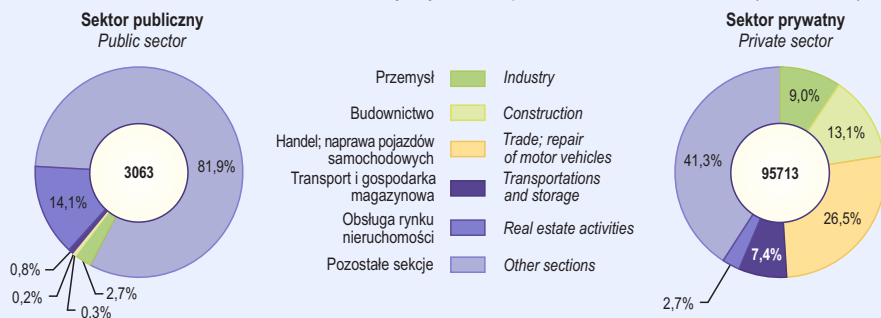 Sektor publiczny
Public sector
3063
81,9%
14,1%
0,8%
0,2%
0,3%
2,7%
Przemysł Industry
Budownictwo Construction
Handel; naprawa pojazdów Trade; repair
samochodowych of motor vehicles
Transport i gospodarka Transportations
magazynowa and storage
Obsługa rynku
nieruchomości Real estate activities
Pozostałe sekcje Other sections
Sektor prywatny
Private sector
95713
9,0%
13,1%
26,5%
7,4%
2,7%
41,3%